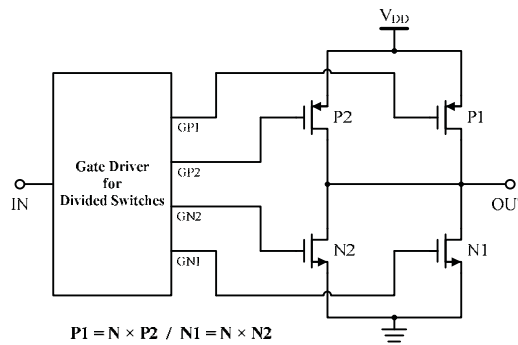 V_DD
P2
P1
GP1
GP2
Gate Driver
for
Divided Switches
IN
OU
GN2
GN1
N2
N1
P1 = N × P2 / N1 = N × N2